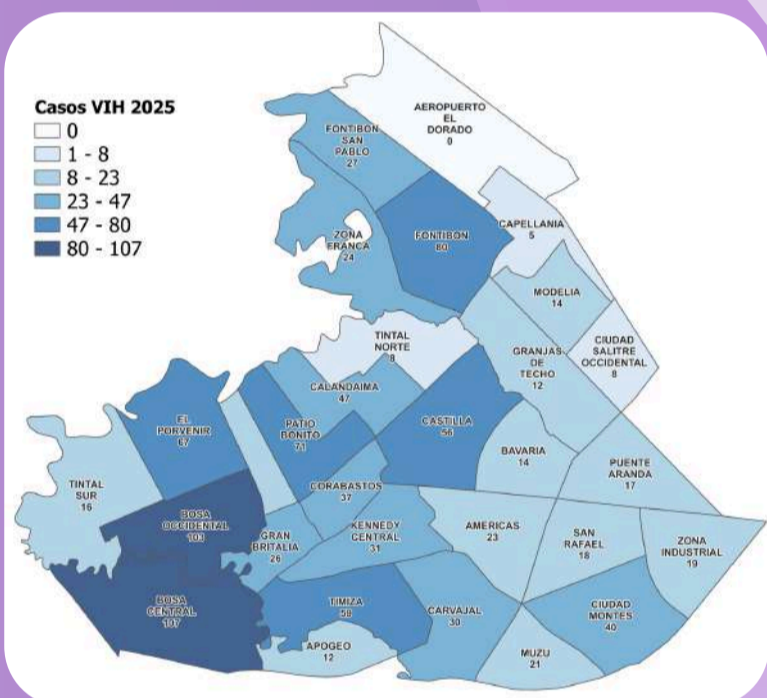 Casos VIH 2025
0
1 - 8
8 - 23
23 - 47
47 - 80
80 - 107
AEROPUERTO
EL
DORADO
0
FONTIBON
SAN
PABLO
27
CAPELLANIA
5
ZONA
FRANCA
24
FONTIBON
80
MODELIA
14
TINTAL
NORTE
8
GRANJAS
DE
TECHO
12
CIUDAD
SALITRE
OCCIDENTAL
8
CALANDAIMA
47
EL
PORVENIR
67
PATIO
BONITO
71
CASTILLA
56
BAVARIA
14
PUENTE
ARANDA
17
TINTAL
SUR
16
CORABASTOS
37
BOSA
OCCIDENTAL
103
GRAN
BRITALIA
26
KENNEDY
CENTRAL
31
AMERICAS
23
SAN
RAFAEL
18
ZONA
INDUSTRIAL
19
BOSA
CENTRAL
107
TIMIZA
CARVAJAL
30
CIUDAD
MONTES
40
APOGEO
12
MUZU
21